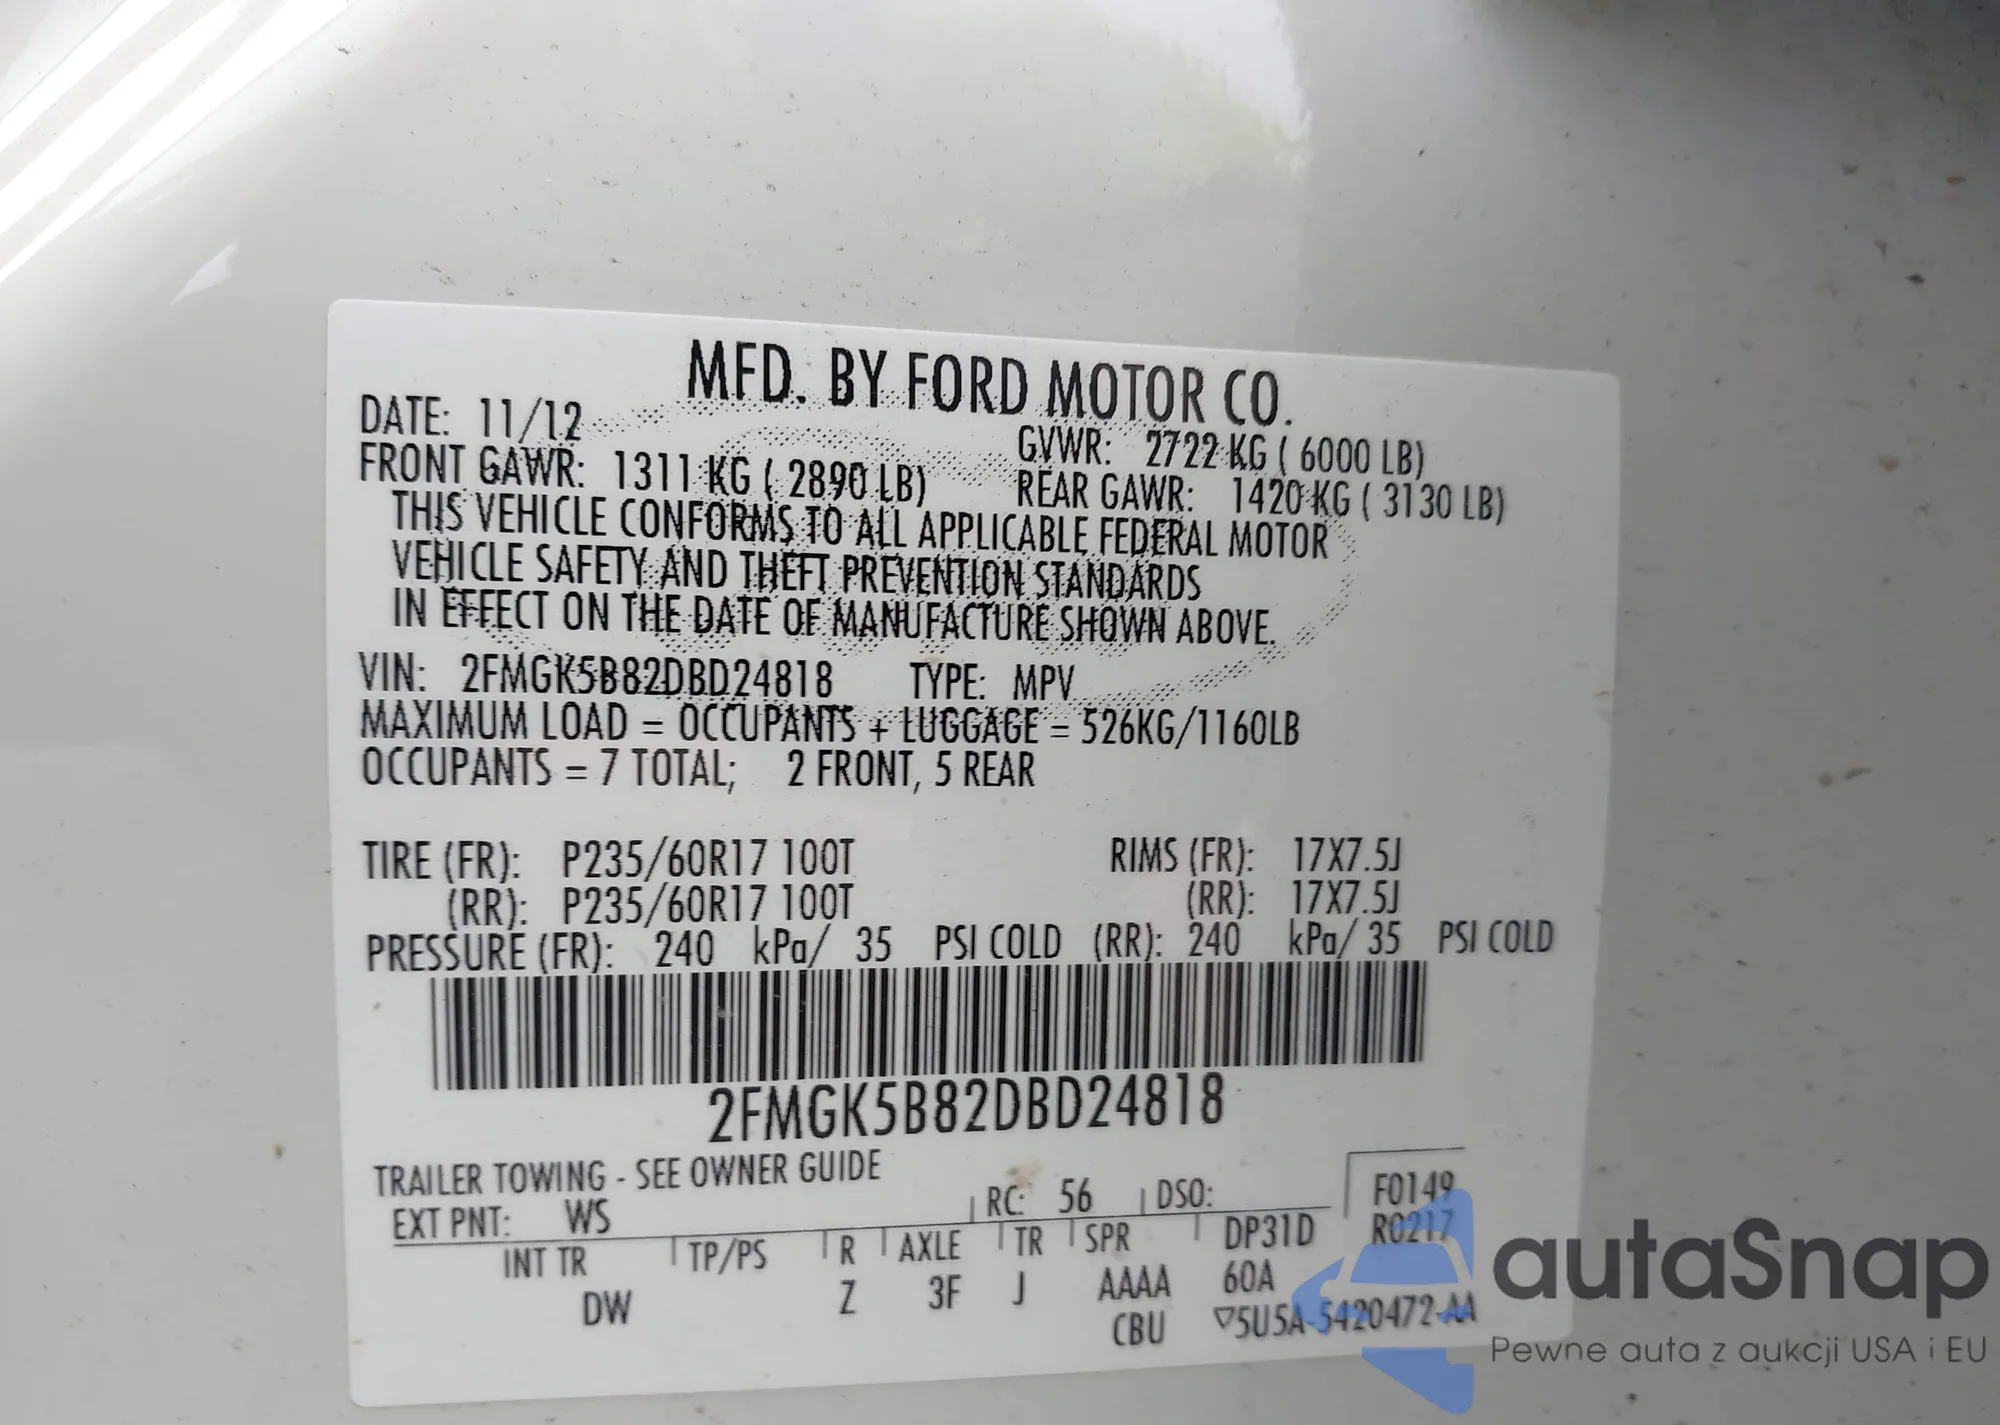 MFD. BY FORD MOTOR CO.
DATE: 11/12 GVWR: 2722 KG ( 6000 LB)
FRONT GAWR: 1311 KG ( 2890 LB) REAR GAWR: 1420 KG ( 3130 LB)
THIS VEHICLE CONFORMS TO ALL APPLICABLE FEDERAL MOTOR
VEHICLE SAFETY AND THEFT PREVENTION STANDARDS
IN EFFECT ON THE DATE OF MANUFACTURE SHOWN ABOVE.
VIN: 2FMGK5B82DBD24818 TYPE: MPV
MAXIMUM LOAD = OCCUPANTS + LUGGAGE = 526KG/1160LB
OCCUPANTS = 7 TOTAL; 2 FRONT, 5 REAR
TIRE (FR): P235/60R17 100T RIMS (FR): 17X7.5J
(RR): P235/60R17 100T (RR): 17X7.5J
PRESSURE (FR): 240 kPa/ 35 PSI COLD (RR): 240 kPa/ 35 PSI COLD
2FMGK5B82DBD24818
TRAILER TOWING - SEE OWNER GUIDE
EXT PNT: WS RC: 56 DSO: F0149
INT TR TP/PS R AXLE TR SPR DP31D R0217
DW Z 3F J AAAA 60A
CBU ▽5U5A 5420472-AA
autaSnap
Pewne auta z aukcji USA i EU